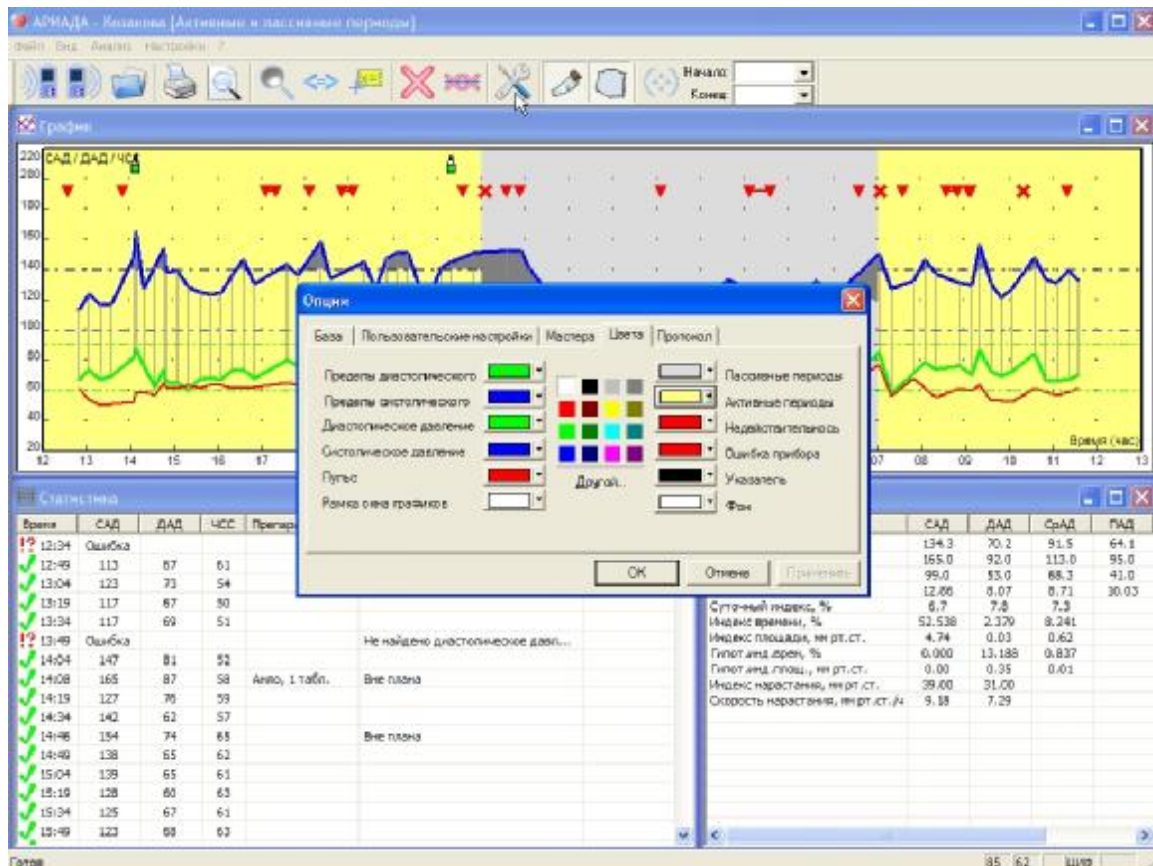 АРИАДА - Казакова [Активные и пассивные периоды]
Файл Вид Анализ Настройки ?
Начало:
Конец:
График
220 САД / ДАД / ЧСС
200
180
160
140
120
100
80
60
40
20
Время (час)
12 13 14 15 16 17 07 08 09 10 11 12 13
Опции
База Пользовательские настройки Мастера Цвета Протокол
Пределы диастолического
Пределы систолического
Диастолическое давление
Систолическое давление
Пульс
Рамка окна графиков
Другой...
Пассивные периоды
Активные периоды
Недействительность
Ошибка прибора
Указатель
Фон
ОК Отмена Применить
Статистика
Время САД ДАД ЧСС
12:34 Ошибка
12:49 113 67 61
13:04 123 73 54
13:19 117 67 50
13:34 117 69 51
13:49 Ошибка Не найдено диастолическое давл...
14:04 147 81 52
14:08 165 87 58 Анло, 1 табл. Вне плана
14:19 127 76 59
14:34 142 62 57
14:46 154 74 65 Вне плана
14:49 138 65 62
15:04 139 65 61
15:19 128 60 63
15:34 125 67 61
15:49 123 68 63
САД ДАД СрАД ПАД
134.3 70.2 91.5 64.1
165.0 92.0 113.0 95.0
99.0 53.0 68.3 41.0
12.86 8.07 8.71 10.03
Суточный индекс, % 6.7 7.8 7.3
Индекс времени, % 52.538 2.379 8.241
Индекс площади, мм рт.ст. 4.74 0.03 0.62
Гипот.инд.врем, % 0.000 13.188 0.837
Гипот.инд.площ., мм рт.ст. 0.00 0.35 0.01
Индекс нарастания, мм рт.ст. 39.00 31.00
Скорость нарастания, мм рт.ст./ч 9.18 7.29
Готов 85 62